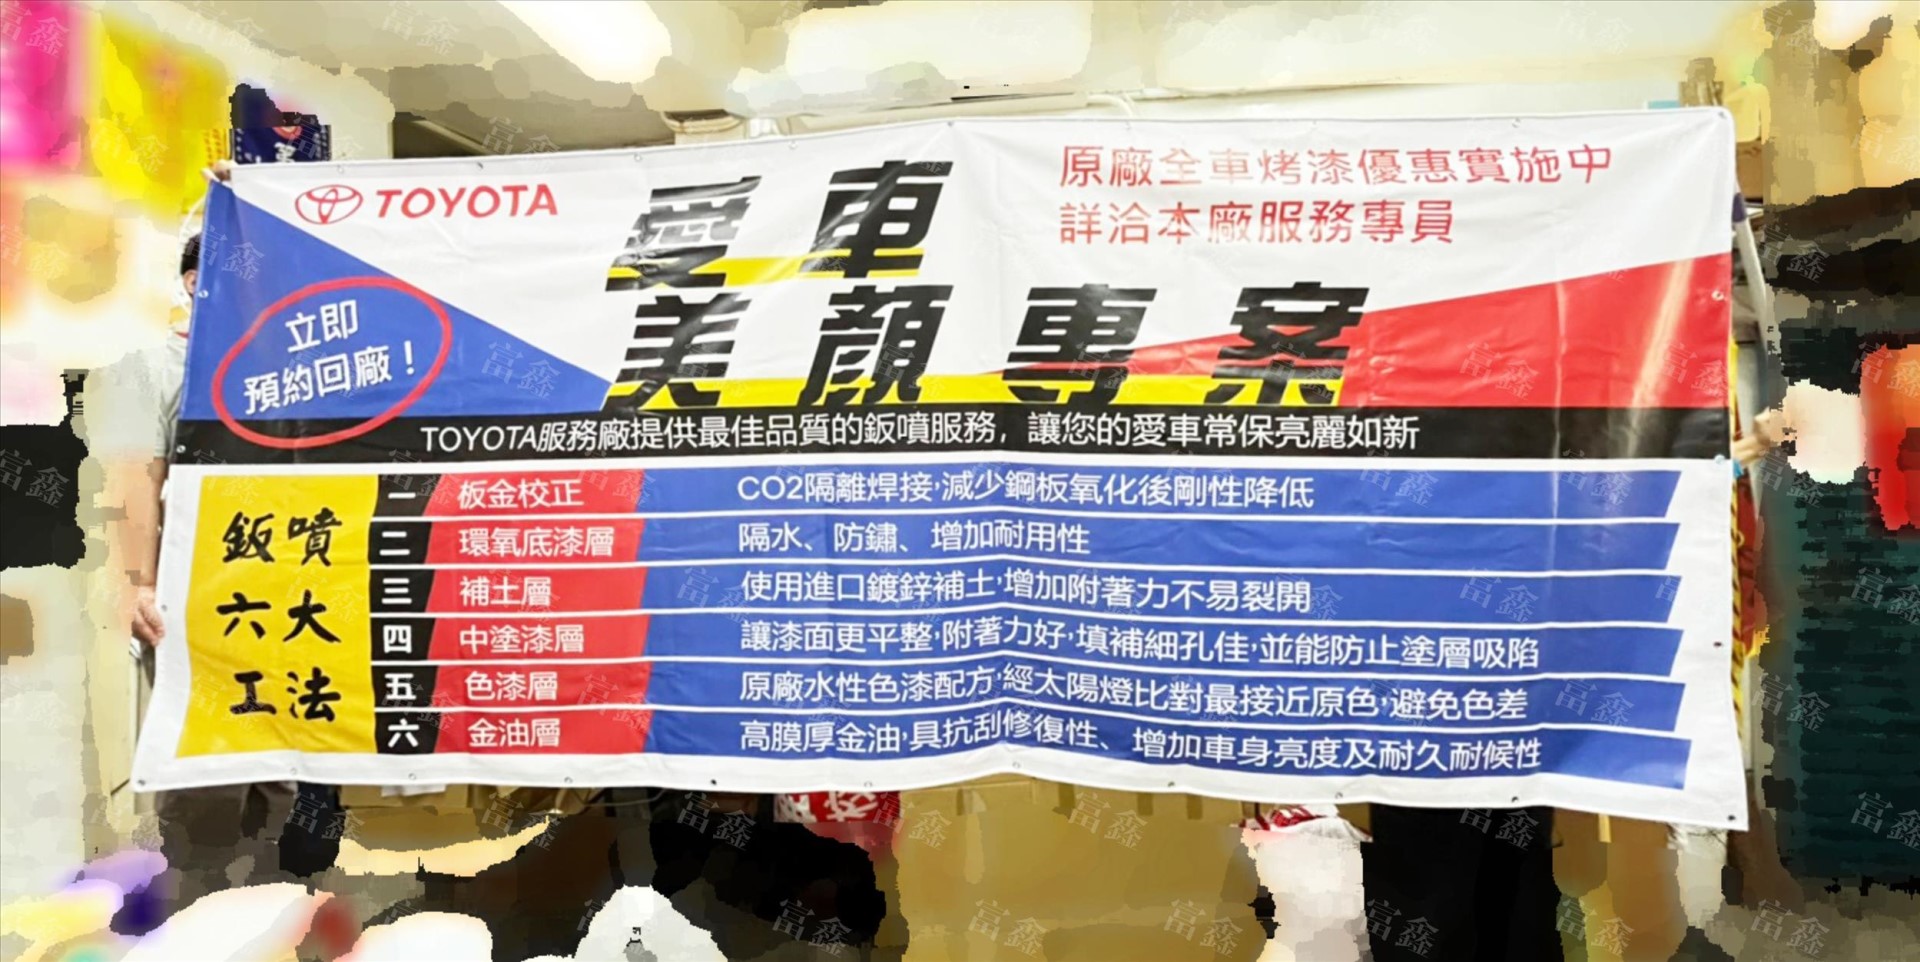 TOYOTA
愛車
美顏專案
原廠全車烤漆優惠實施中
詳洽本廠服務專員
立即
預約回廠！
TOYOTA服務廠提供最佳品質的鈑噴服務，讓您的愛車常保亮麗如新
鈑噴
六大
工法
一 板金校正 CO2隔離焊接,減少鋼板氧化後剛性降低
二 環氧底漆層 隔水、防鏽、增加耐用性
三 補土層 使用進口鍍鋅補土,增加附著力不易裂開
四 中塗漆層 讓漆面更平整,附著力好,填補細孔佳,並能防止塗層吸陷
五 色漆層 原廠水性色漆配方,經太陽燈比對最接近原色,避免色差
六 金油層 高膜厚金油,具抗刮修復性、增加車身亮度及耐久耐候性
富鑫